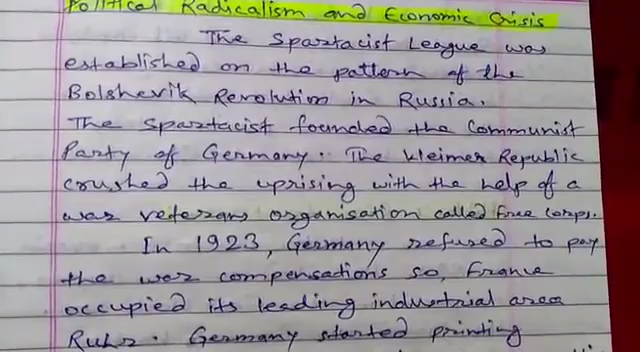 Political Radicalism and Economic Crisis
The Spartacist League was
established on the pattern of the
Bolshevik Revolution in Russia.
The Spartacist founded the Communist
Party of Germany. The Weimer Republic
crushed the uprising with the help of a
war veterans organisation called Free Corps.
In 1923, Germany refused to pay
the war compensations so, France
occupied its leading industrial area
Ruhr. Germany started printing